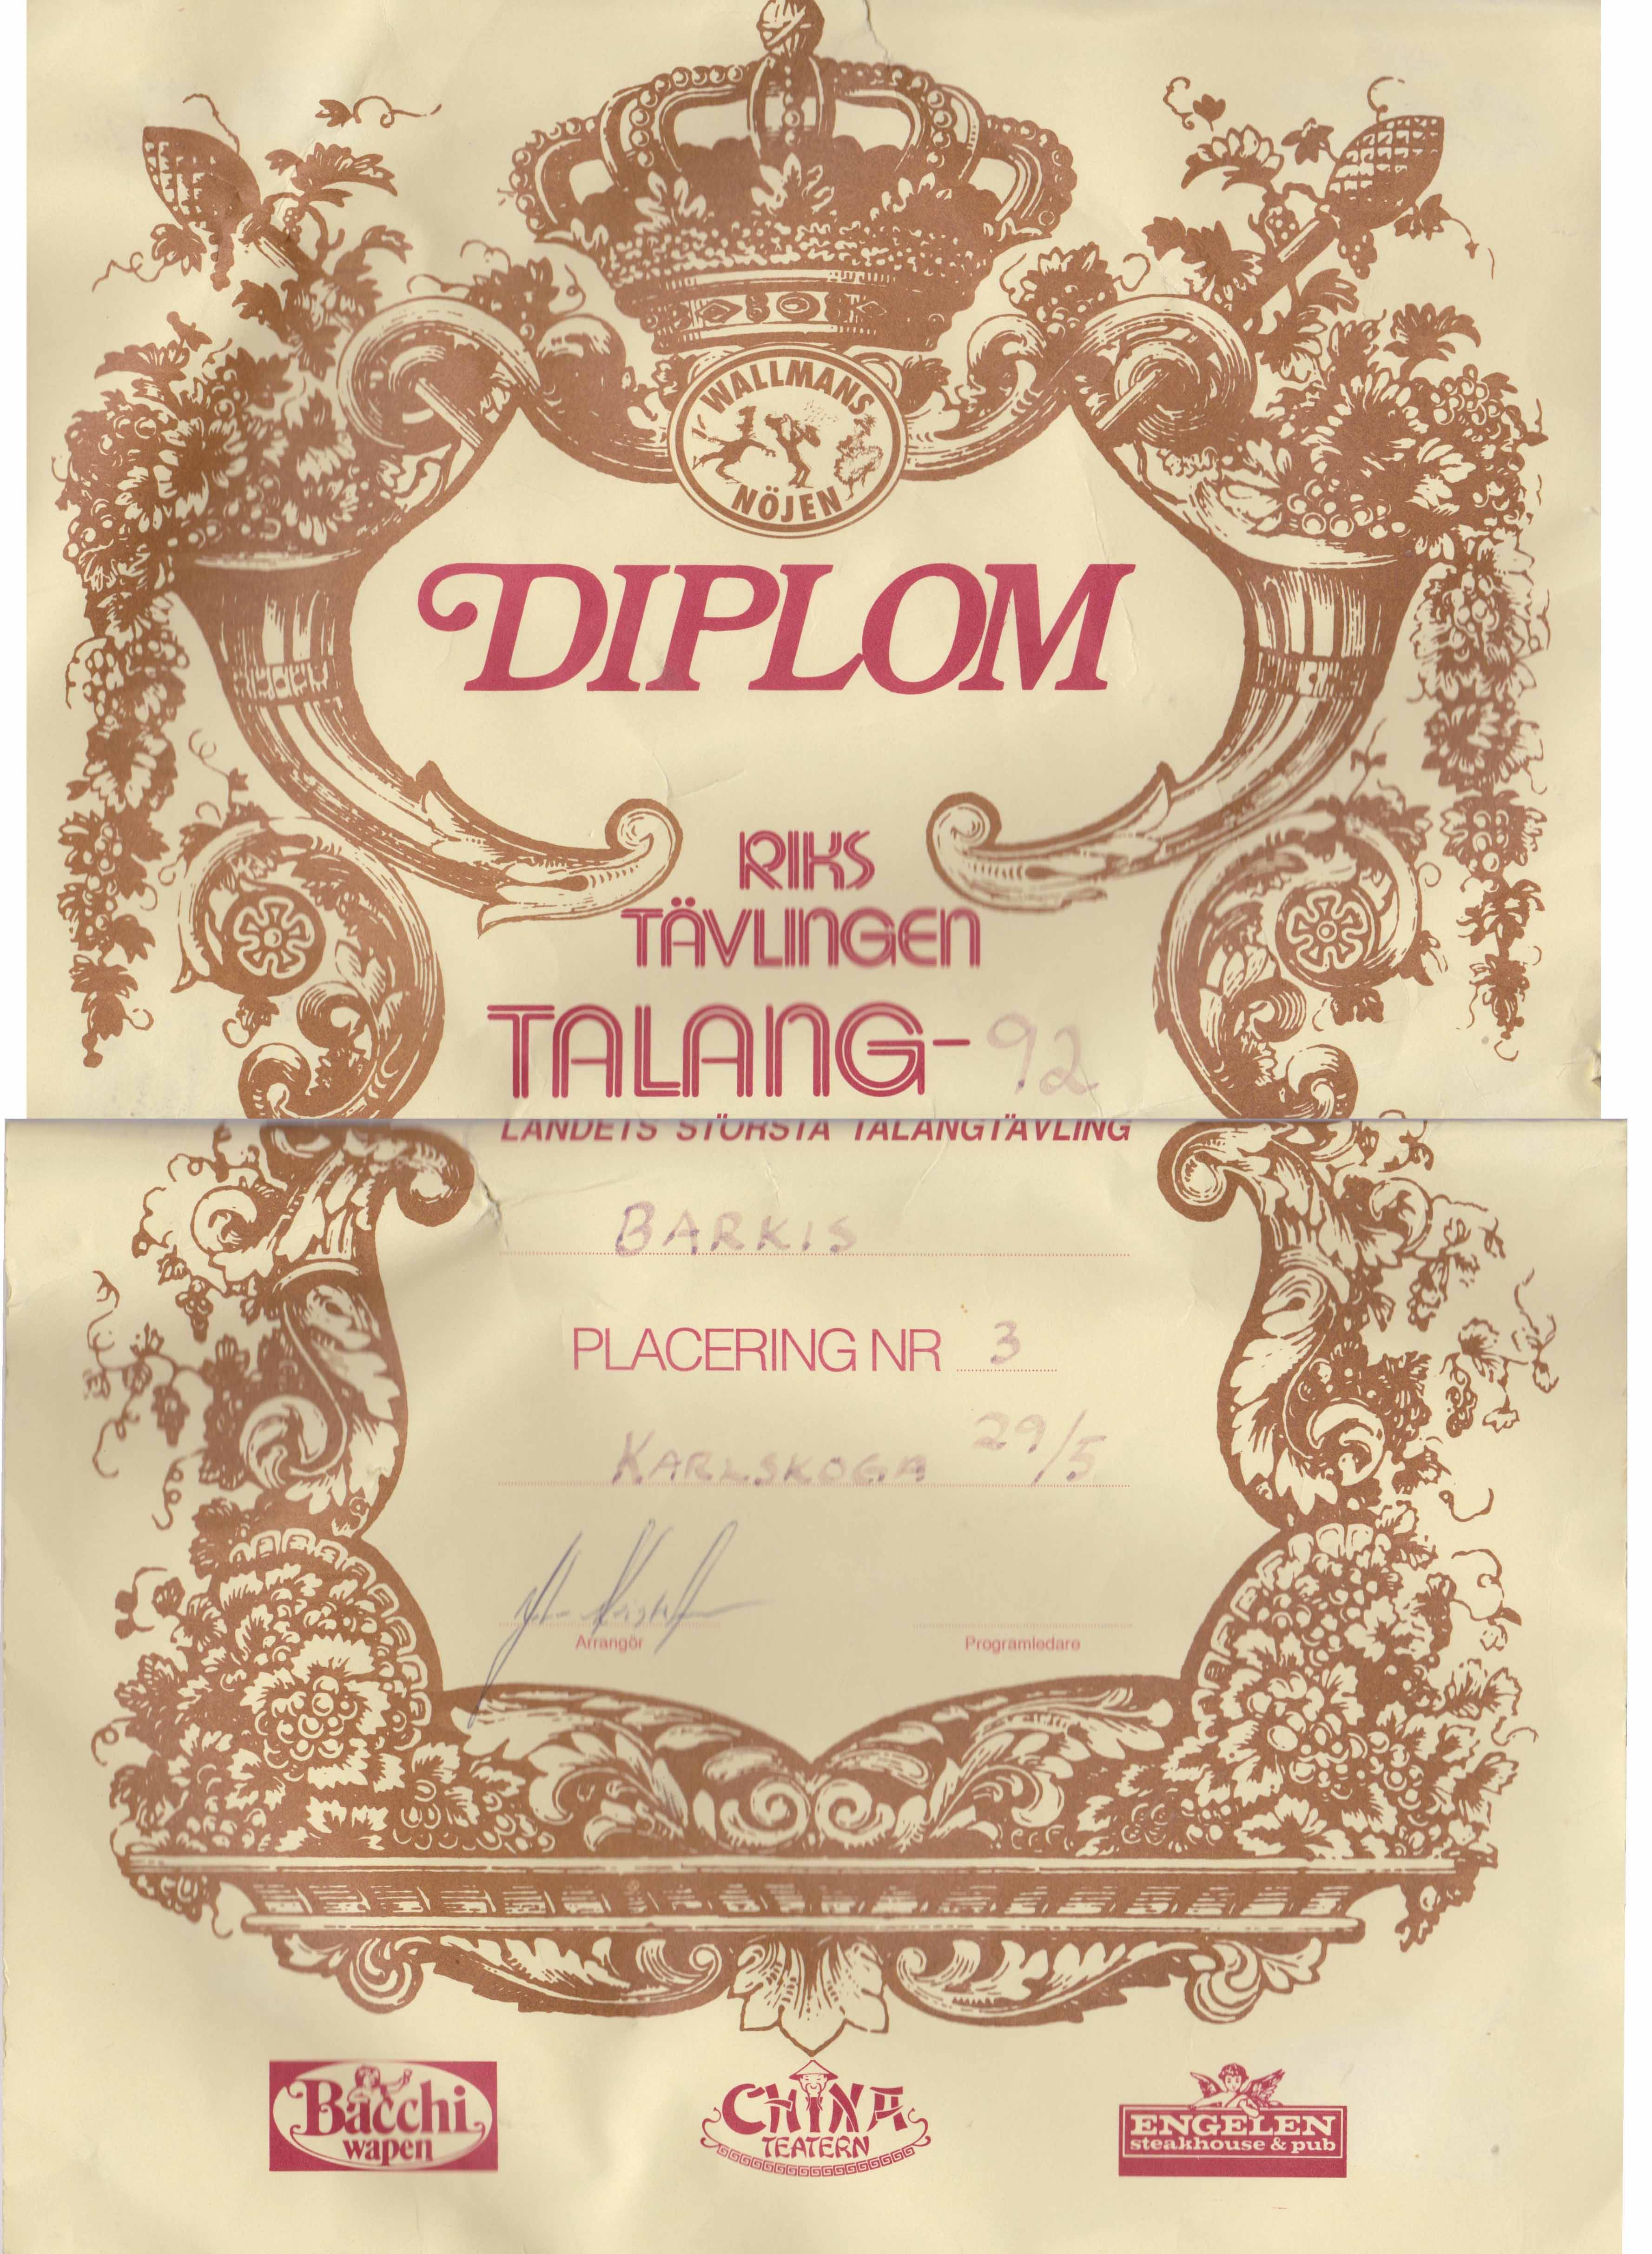 WALLMANS
NÖJEN
DIPLOM
RIKS
TÄVLINGEN
TALANG-92
LANDETS STÖRSTA TALANGTÄVLING
BARKIS
PLACERING NR 3
KARLSKOGA 29/5
Arrangör Programledare
Bacchi
wapen
CHINA
TEATERN
ENGELEN
steakhouse & pub